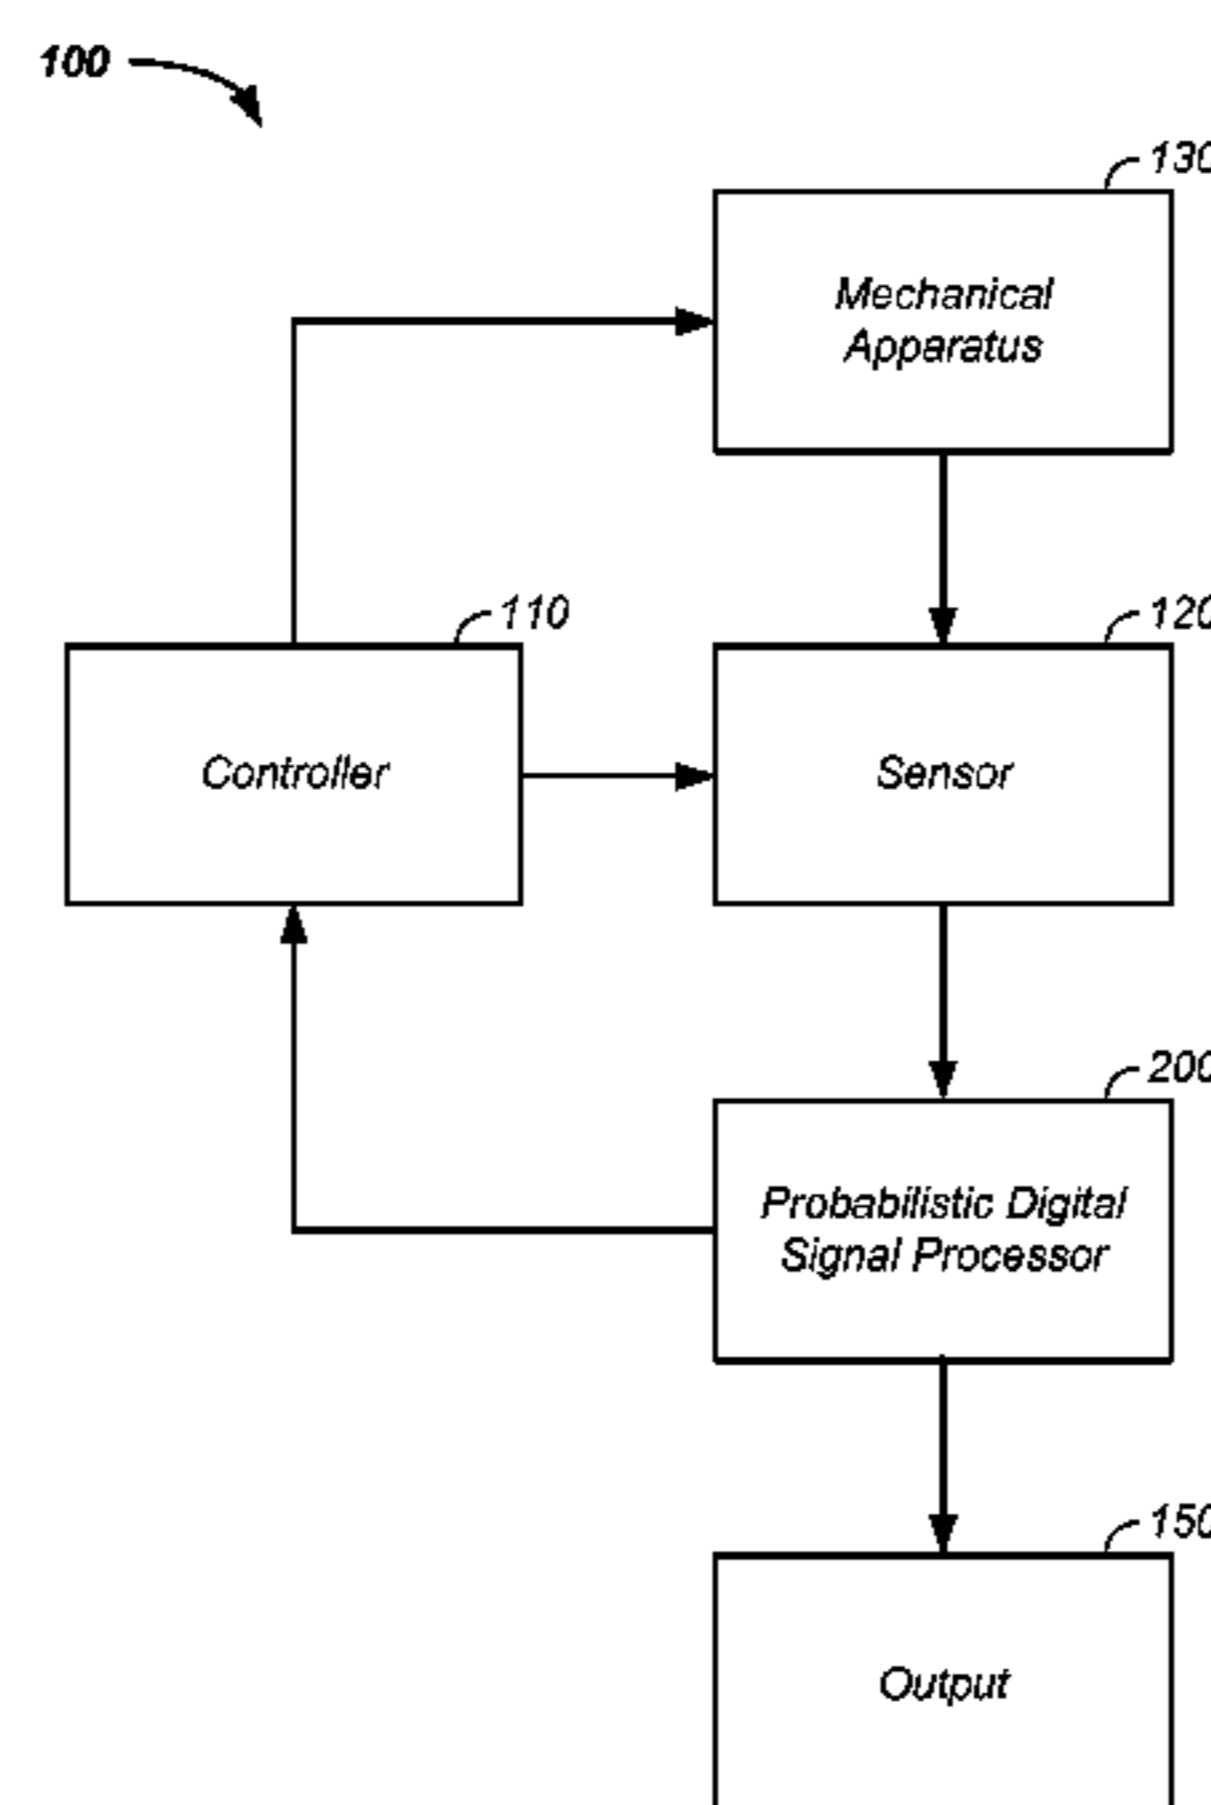 100
130
Mechanical
Apparatus
110
120
Controller
Sensor
200
Probabilistic Digital
Signal Processor
150
Output